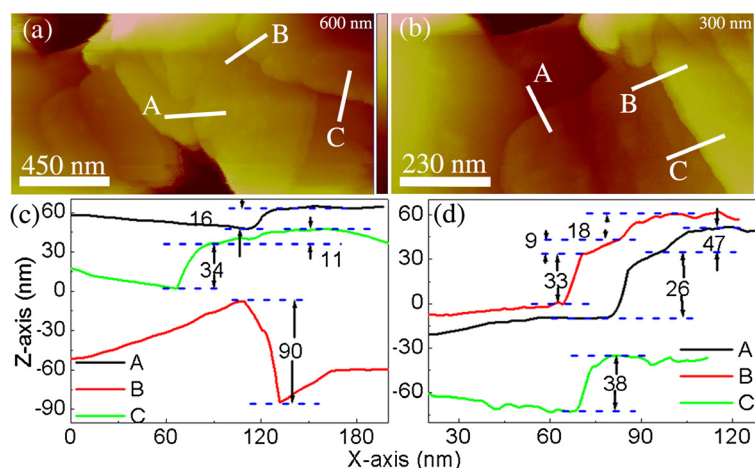 (a) 600 nm
B
A
C
450 nm
(b) 300 nm
A
B
C
230 nm
(c)
Z-axis (nm)
60
30
0
-30
-60
-90
16
34
11
90
A
B
C
0 60 120 180
(d)
60
30
0
-30
-60
9
18
33
47
26
38
A
B
C
30 60 90 120
X-axis (nm)